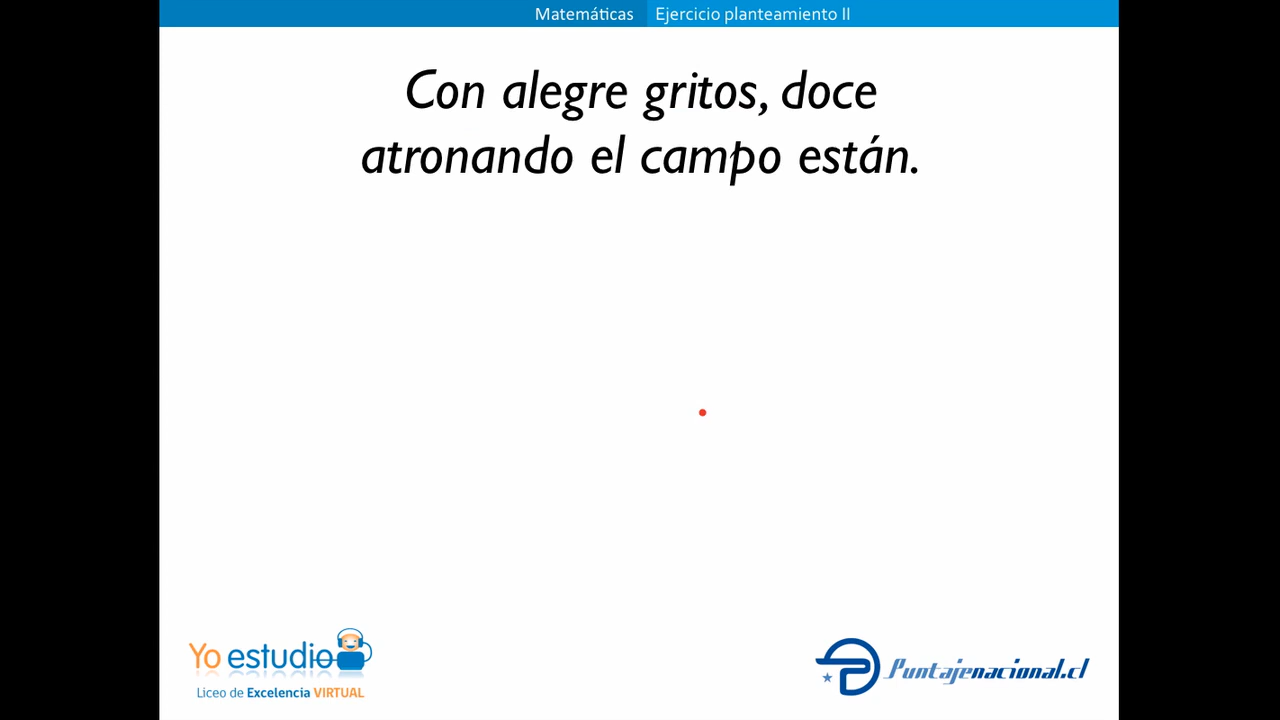 Matemáticas Ejercicio planteamiento II
Con alegre gritos, doce
atronando el campo están.
Yo estudio
Liceo de Excelencia VIRTUAL
Puntajenacional.cl